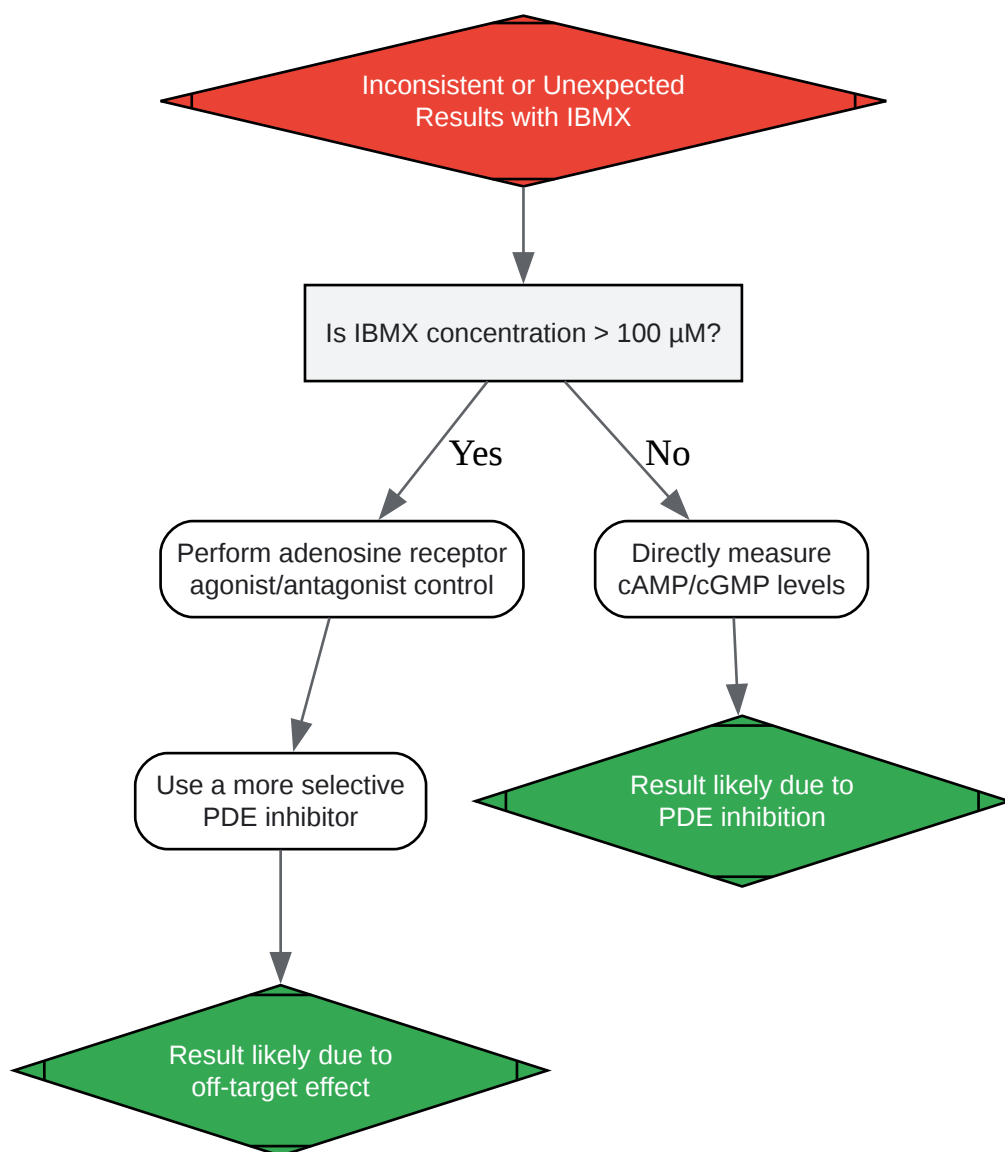 Inconsistent or Unexpected
Results with IBMX
Is IBMX concentration > 100 µM?
Yes
No
Perform adenosine receptor
agonist/antagonist control
Directly measure
cAMP/cGMP levels
Use a more selective
PDE inhibitor
Result likely due to
PDE inhibition
Result likely due to
off-target effect